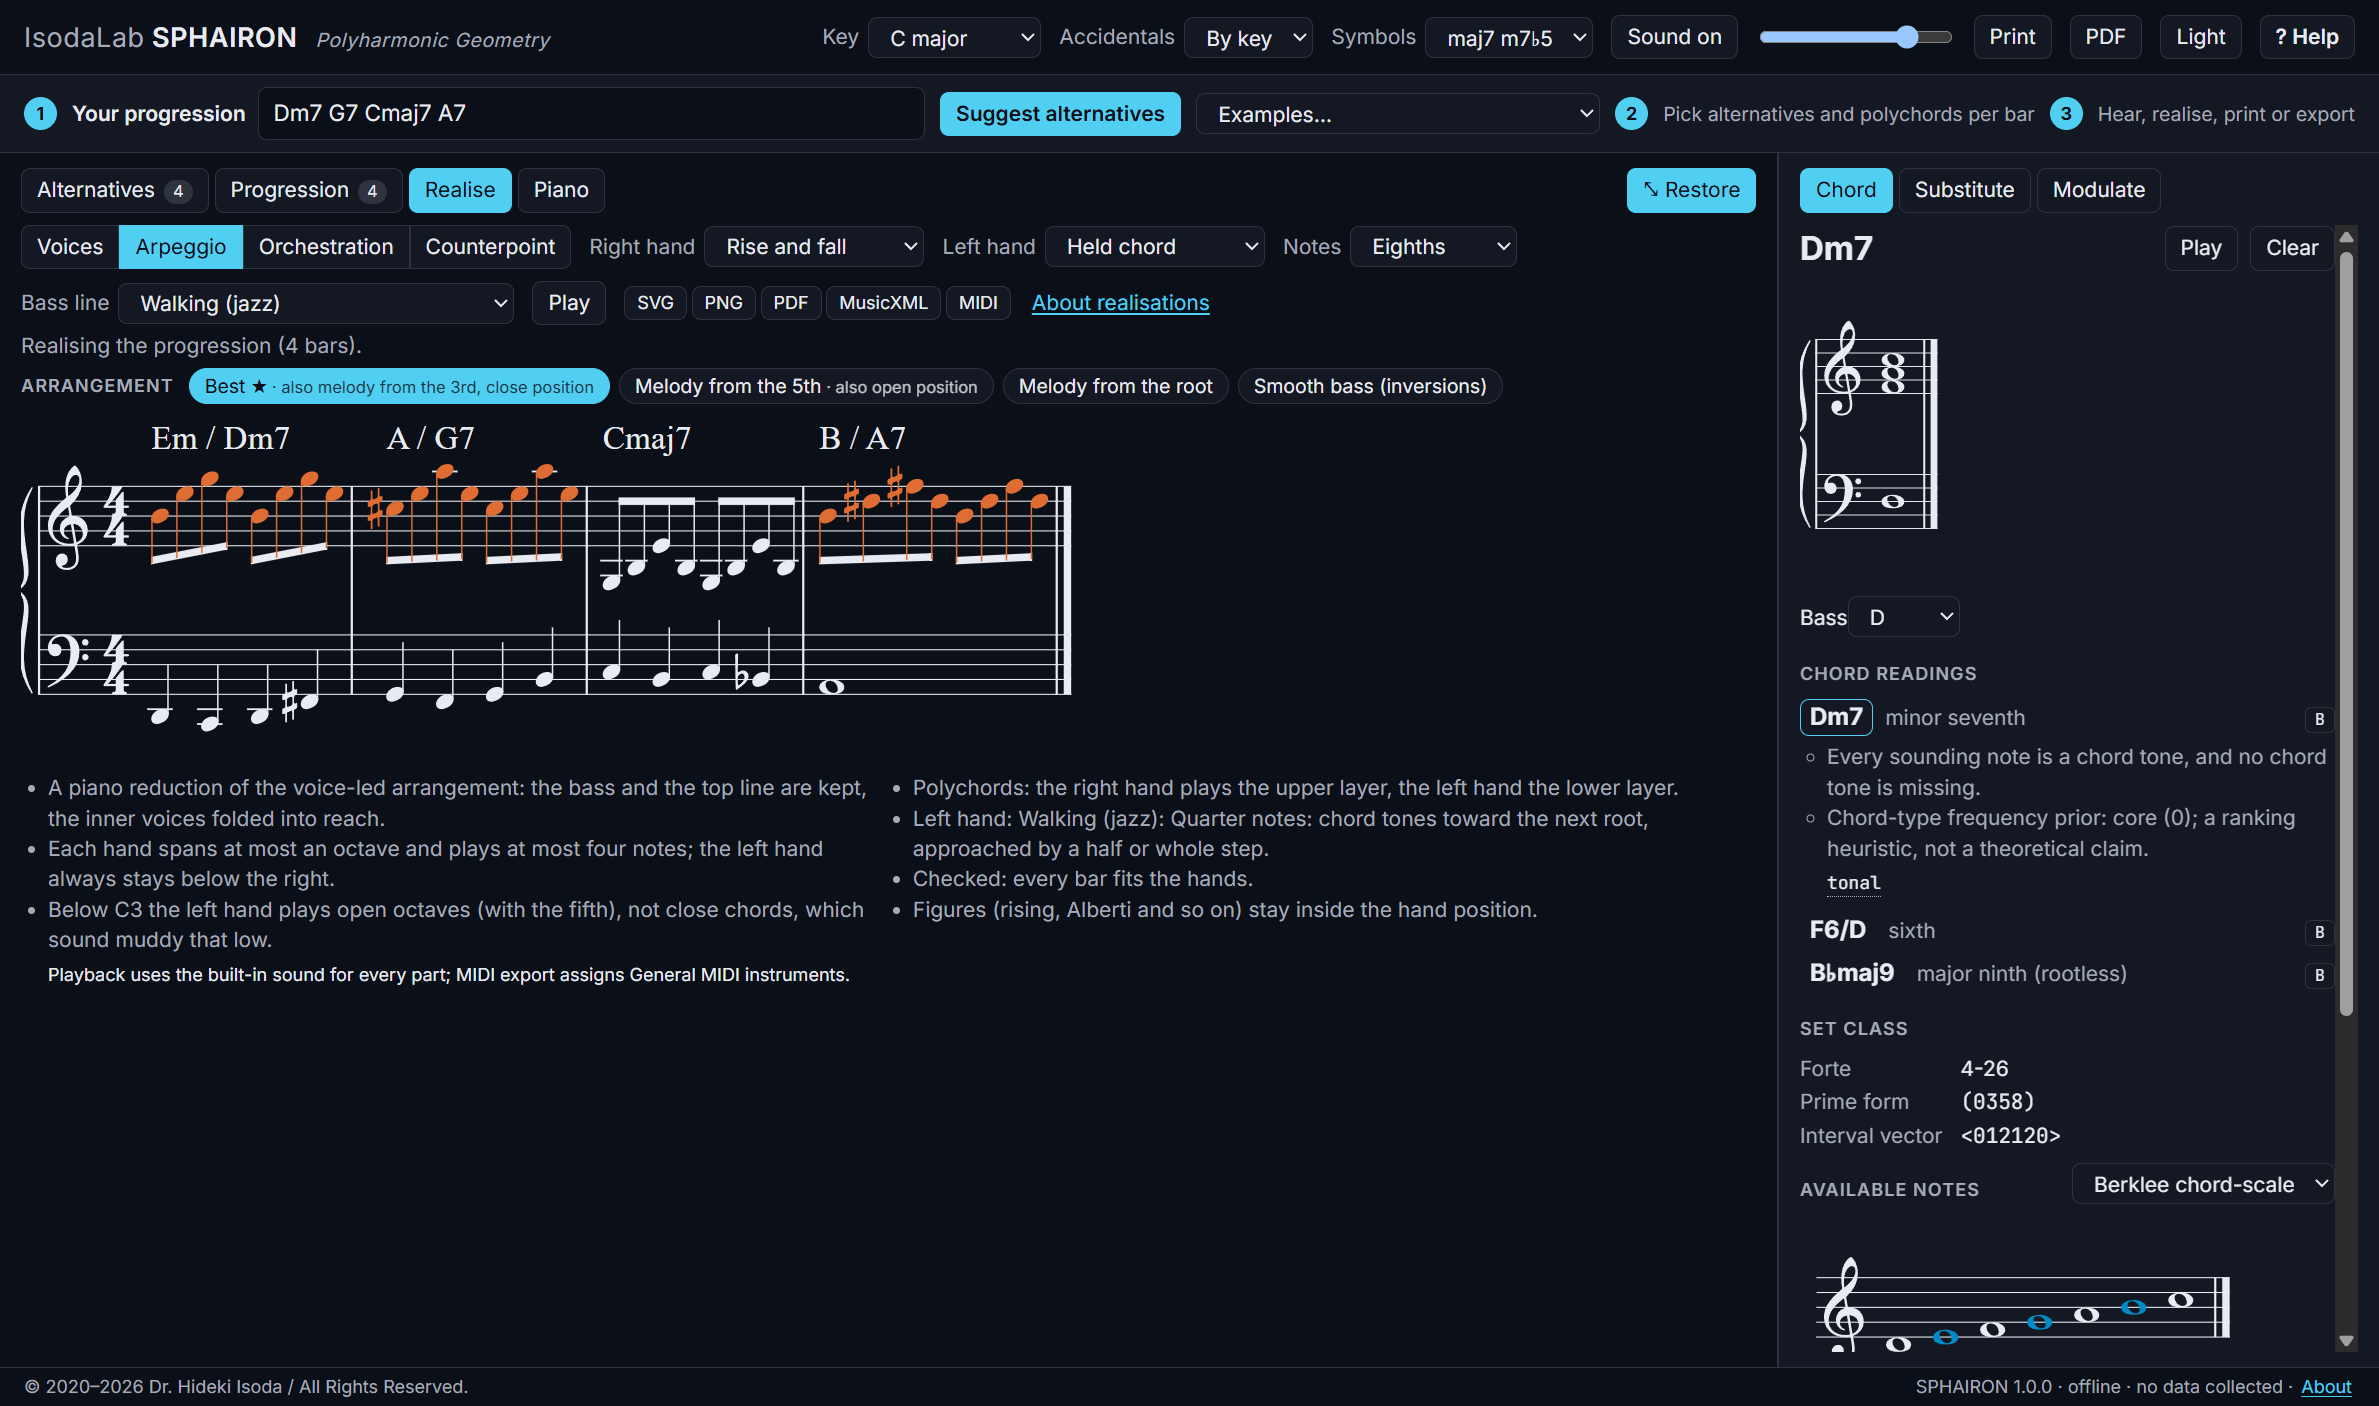 IsodaLab SPHAIRON Polyharmonic Geometry
Key C major Accidentals By key Symbols maj7 m7♭5 Sound on Print PDF Light ? Help
1 Your progression Dm7 G7 Cmaj7 A7 Suggest alternatives Examples... 2 Pick alternatives and polychords per bar 3 Hear, realise, print or export
Alternatives 4 Progression 4 Realise Piano ⤡ Restore
Voices Arpeggio Orchestration Counterpoint Right hand Rise and fall Left hand Held chord Notes Eighths
Bass line Walking (jazz) Play SVG PNG PDF MusicXML MIDI About realisations
Realising the progression (4 bars).
ARRANGEMENT Best ★ · also melody from the 3rd, close position Melody from the 5th · also open position Melody from the root Smooth bass (inversions)
Em / Dm7 A / G7 Cmaj7 B / A7
4
4
4
4
A piano reduction of the voice-led arrangement: the bass and the top line are kept,
the inner voices folded into reach.
Each hand spans at most an octave and plays at most four notes; the left hand
always stays below the right.
Below C3 the left hand plays open octaves (with the fifth), not close chords, which
sound muddy that low.
Polychords: the right hand plays the upper layer, the left hand the lower layer.
Left hand: Walking (jazz): Quarter notes: chord tones toward the next root,
approached by a half or whole step.
Checked: every bar fits the hands.
Figures (rising, Alberti and so on) stay inside the hand position.
Playback uses the built-in sound for every part; MIDI export assigns General MIDI instruments.
Chord Substitute Modulate
Dm7 Play Clear
Bass D
CHORD READINGS
Dm7 minor seventh B
Every sounding note is a chord tone, and no chord
tone is missing.
Chord-type frequency prior: core (0); a ranking
heuristic, not a theoretical claim.
tonal
F6/D sixth B
B♭maj9 major ninth (rootless) B
SET CLASS
Forte 4-26
Prime form (0358)
Interval vector <012120>
AVAILABLE NOTES Berklee chord-scale
© 2020–2026 Dr. Hideki Isoda / All Rights Reserved.
SPHAIRON 1.0.0 · offline · no data collected · About